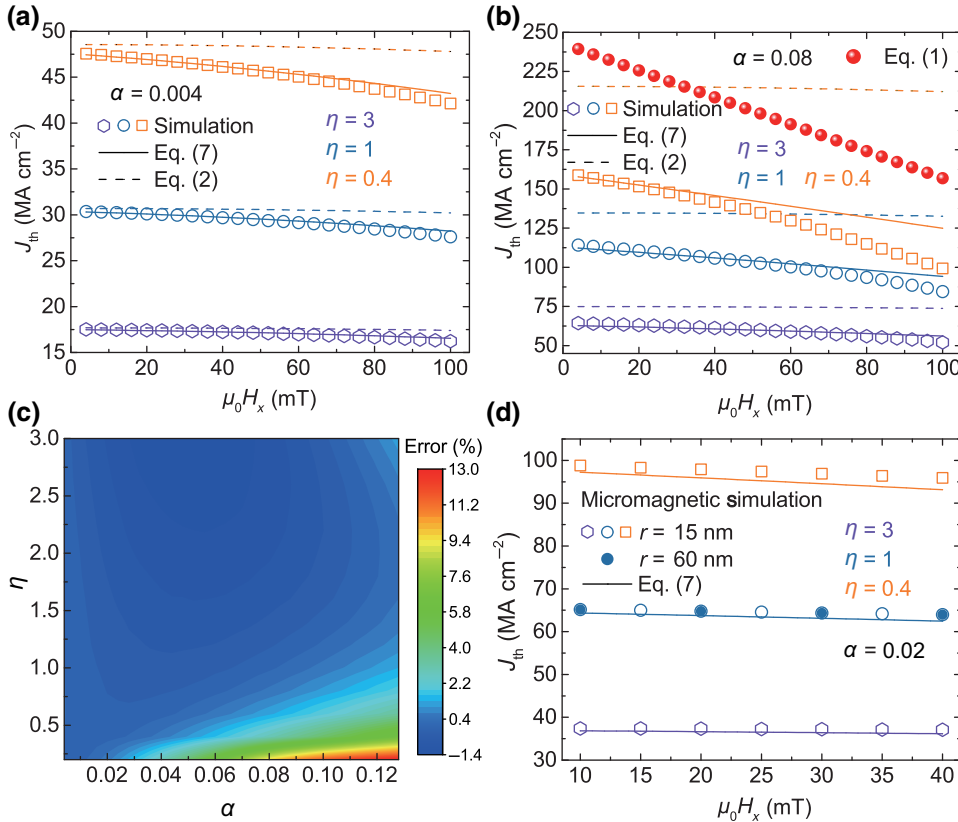 (a)
50
45
40
35
30
25
20
15
0 20 40 60 80 100
J_th (MA cm⁻²)
μ₀H_x (mT)
α = 0.004
Simulation
Eq. (7)
Eq. (2)
η = 3
η = 1
η = 0.4
(b)
250
225
200
175
150
125
100
75
50
0 20 40 60 80 100
J_th (MA cm⁻²)
μ₀H_x (mT)
α = 0.08
Eq. (1)
Simulation
Eq. (7)
Eq. (2)
η = 3
η = 1 η = 0.4
(c)
3.0
2.5
2.0
1.5
1.0
0.5
0.02 0.04 0.06 0.08 0.10 0.12
η
α
Error (%)
13.0
11.2
9.4
7.6
5.8
4.0
2.2
0.4
−1.4
(d)
100
90
80
70
60
50
40
30
10 15 20 25 30 35 40
J_th (MA cm⁻²)
μ₀H_x (mT)
Micromagnetic simulation
r = 15 nm
r = 60 nm
Eq. (7)
η = 3
η = 1
η = 0.4
α = 0.02